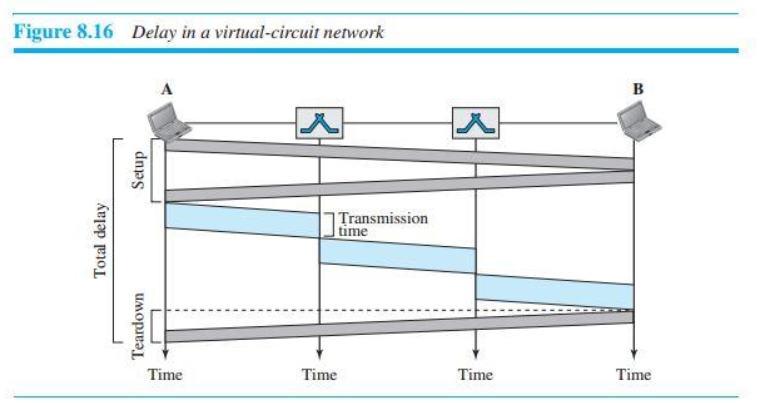 Figure 8.16 Delay in a virtual-circuit network
A
B
Setup
Transmission
time
Total delay
Teardown
Time
Time
Time
Time